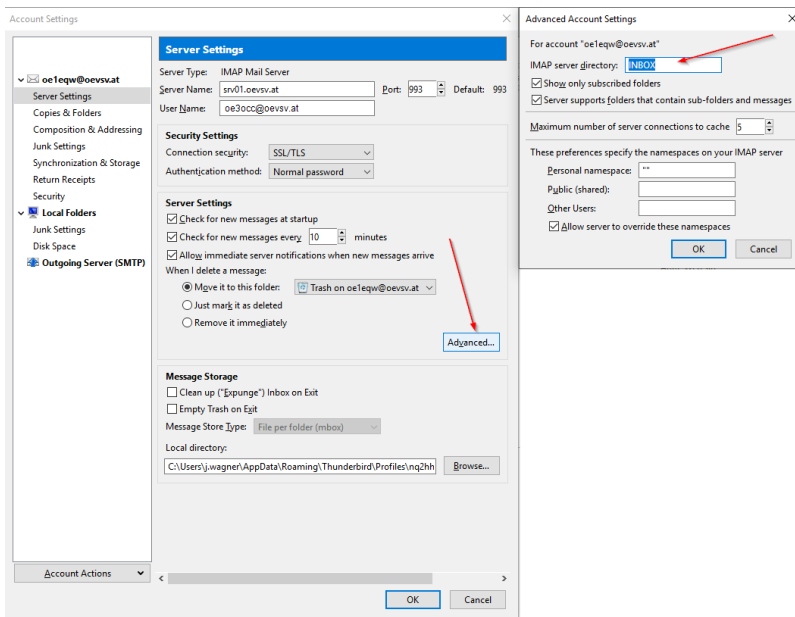 Account Settings
oe1eqw@oevsv.at
Server Settings
Copies & Folders
Composition & Addressing
Junk Settings
Synchronization & Storage
Return Receipts
Security
Local Folders
Junk Settings
Disk Space
Outgoing Server (SMTP)
Account Actions
Server Settings
Server Type: IMAP Mail Server
Server Name: srv01.oevsv.at Port: 993 Default: 993
User Name: oe3occ@oevsv.at
Security Settings
Connection security: SSL/TLS
Authentication method: Normal password
Server Settings
Check for new messages at startup
Check for new messages every 10 minutes
Allow immediate server notifications when new messages arrive
When I delete a message:
Move it to this folder: Trash on oe1eqw@oevsv.at
Just mark it as deleted
Remove it immediately
Advanced...
Message Storage
Clean up ("Expunge") Inbox on Exit
Empty Trash on Exit
Message Store Type: File per folder (mbox)
Local directory:
C:\Users\j.wagner\AppData\Roaming\Thunderbird\Profiles\nq2hh Browse...
OK Cancel
Advanced Account Settings
For account "oe1eqw@oevsv.at"
IMAP server directory: INBOX
Show only subscribed folders
Server supports folders that contain sub-folders and messages
Maximum number of server connections to cache 5
These preferences specify the namespaces on your IMAP server
Personal namespace: ""
Public (shared):
Other Users:
Allow server to override these namespaces
OK Cancel